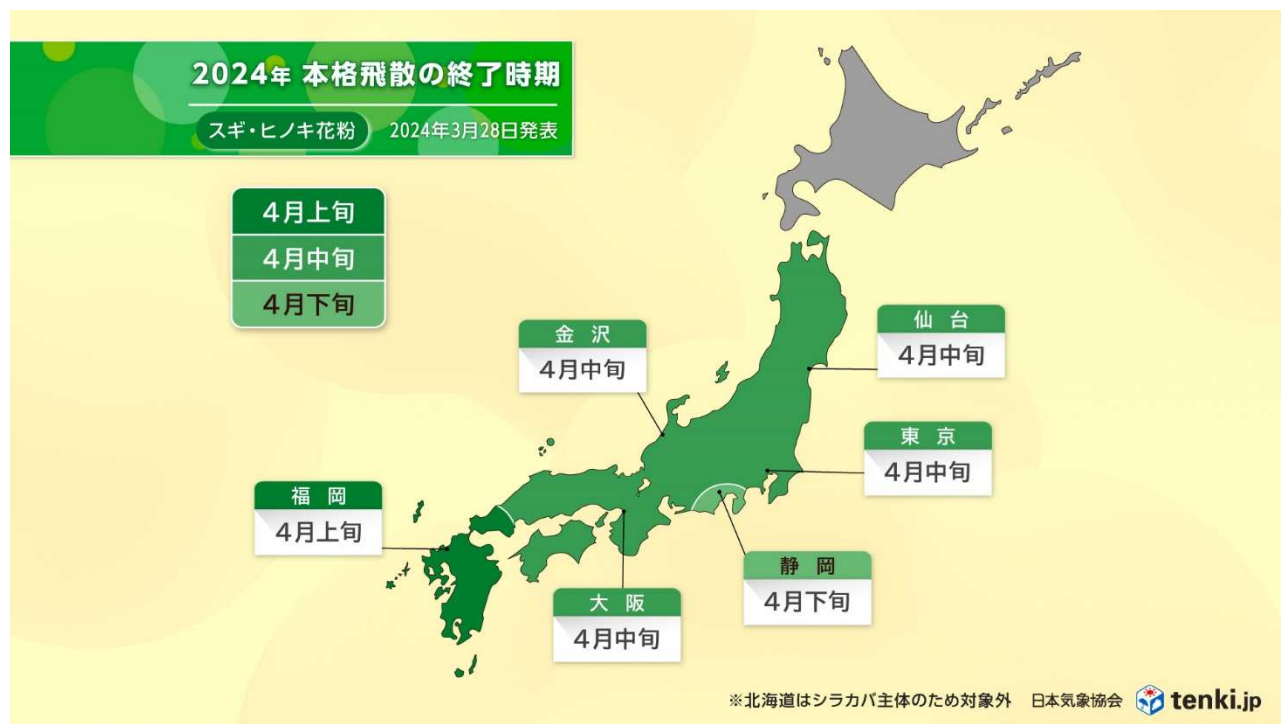 2024年 本格飛散の終了時期
スギ・ヒノキ花粉 2024年3月28日発表
4月上旬
4月中旬
4月下旬
金沢
4月中旬
仙台
4月中旬
東京
4月中旬
福岡
4月上旬
静岡
4月下旬
大阪
4月中旬
※北海道はシラカバ主体のため対象外 日本気象協会 tenki.jp